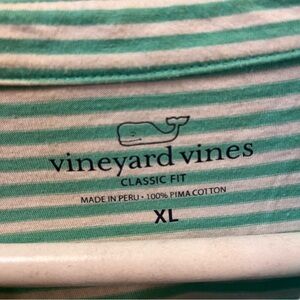 vineyard vines
CLASSIC FIT
MADE IN PERU • 100% PIMA COTTON
XL